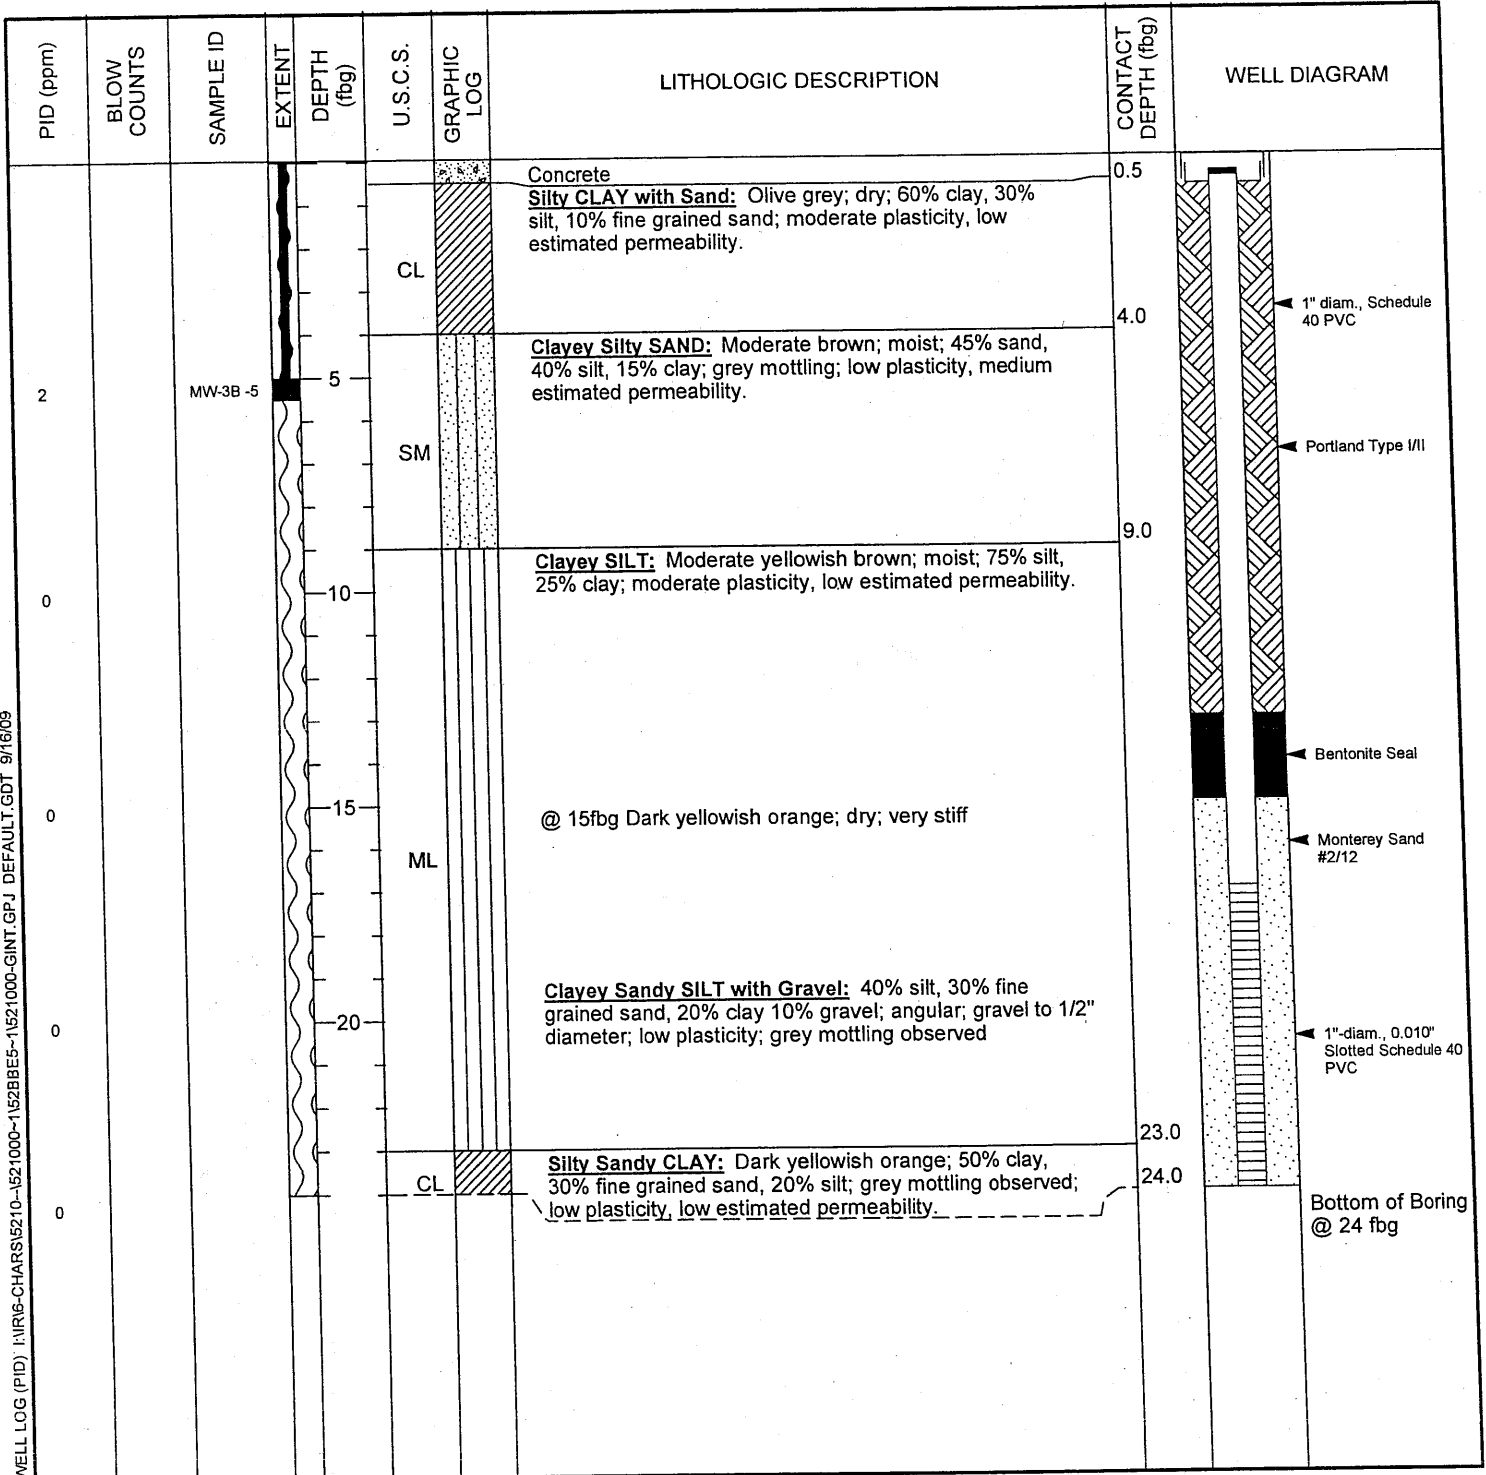 PID (ppm)
BLOW
COUNTS
SAMPLE ID
EXTENT
DEPTH
(fbg)
U.S.C.S.
GRAPHIC
LOG
LITHOLOGIC DESCRIPTION
CONTACT
DEPTH (fbg)
WELL DIAGRAM
Concrete
0.5
Silty CLAY with Sand: Olive grey; dry; 60% clay, 30%
silt, 10% fine grained sand; moderate plasticity, low
estimated permeability.
CL
1" diam., Schedule
40 PVC
4.0
Clayey Silty SAND: Moderate brown; moist; 45% sand,
40% silt, 15% clay; grey mottling; low plasticity, medium
estimated permeability.
2
MW-3B -5
5
SM
Portland Type I/II
9.0
Clayey SILT: Moderate yellowish brown; moist; 75% silt,
25% clay; moderate plasticity, low estimated permeability.
0
10
Bentonite Seal
0
15
@ 15fbg Dark yellowish orange; dry; very stiff
ML
Monterey Sand
#2/12
Clayey Sandy SILT with Gravel: 40% silt, 30% fine
grained sand, 20% clay 10% gravel; angular; gravel to 1/2"
diameter; low plasticity; grey mottling observed
0
20
1"-diam., 0.010"
Slotted Schedule 40
PVC
23.0
Silty Sandy CLAY: Dark yellowish orange; 50% clay,
30% fine grained sand, 20% silt; grey mottling observed;
low plasticity, low estimated permeability.
CL
24.0
0
Bottom of Boring
@ 24 fbg
WELL LOG (PID) I:\IR\6-CHARS\5210--\521000~1\52BBE5~1\521000-GINT.GPJ DEFAULT.GDT 9/16/09